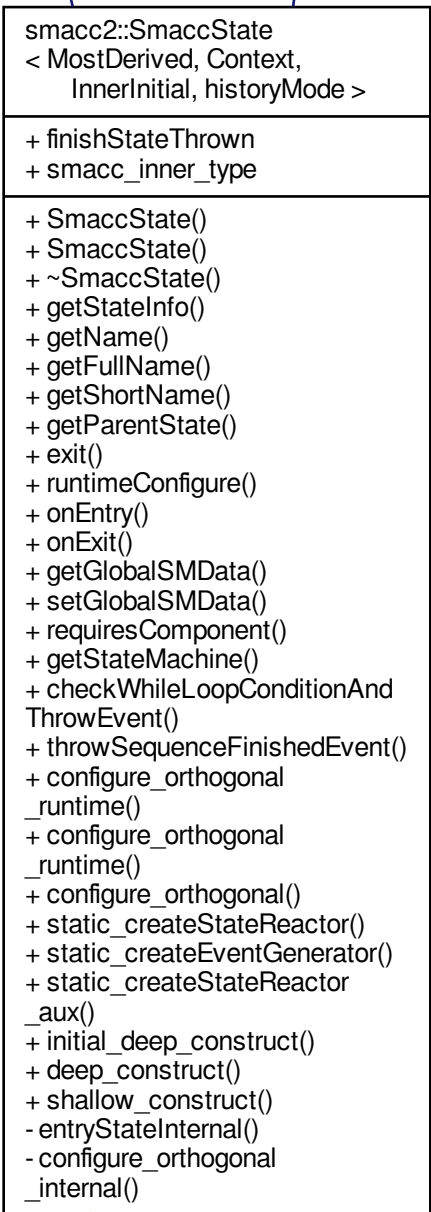 smacc2::SmaccState
< MostDerived, Context,
InnerInitial, historyMode >
+ finishStateThrown
+ smacc_inner_type
+ SmaccState()
+ SmaccState()
+ ~SmaccState()
+ getStateInfo()
+ getName()
+ getFullName()
+ getShortName()
+ getParentState()
+ exit()
+ runtimeConfigure()
+ onEntry()
+ onExit()
+ getGlobalSMData()
+ setGlobalSMData()
+ requiresComponent()
+ getStateMachine()
+ checkWhileLoopConditionAnd
ThrowEvent()
+ throwSequenceFinishedEvent()
+ configure_orthogonal
_runtime()
+ configure_orthogonal
_runtime()
+ configure_orthogonal()
+ static_createStateReactor()
+ static_createEventGenerator()
+ static_createStateReactor
_aux()
+ initial_deep_construct()
+ deep_construct()
+ shallow_construct()
- entryStateInternal()
- configure_orthogonal
_internal()